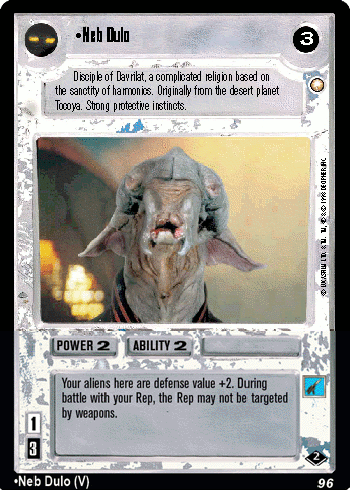 •Neb Dulo
3
Disciple of Davrilat, a complicated religion based on
the sanctity of harmonics. Originally from the desert planet
Tocoya. Strong protective instincts.
POWER 2
ABILITY 2
Your aliens here are defense value +2. During
battle with your Rep, the Rep may not be targeted
by weapons.
1
3
2
•Neb Dulo (V)
96